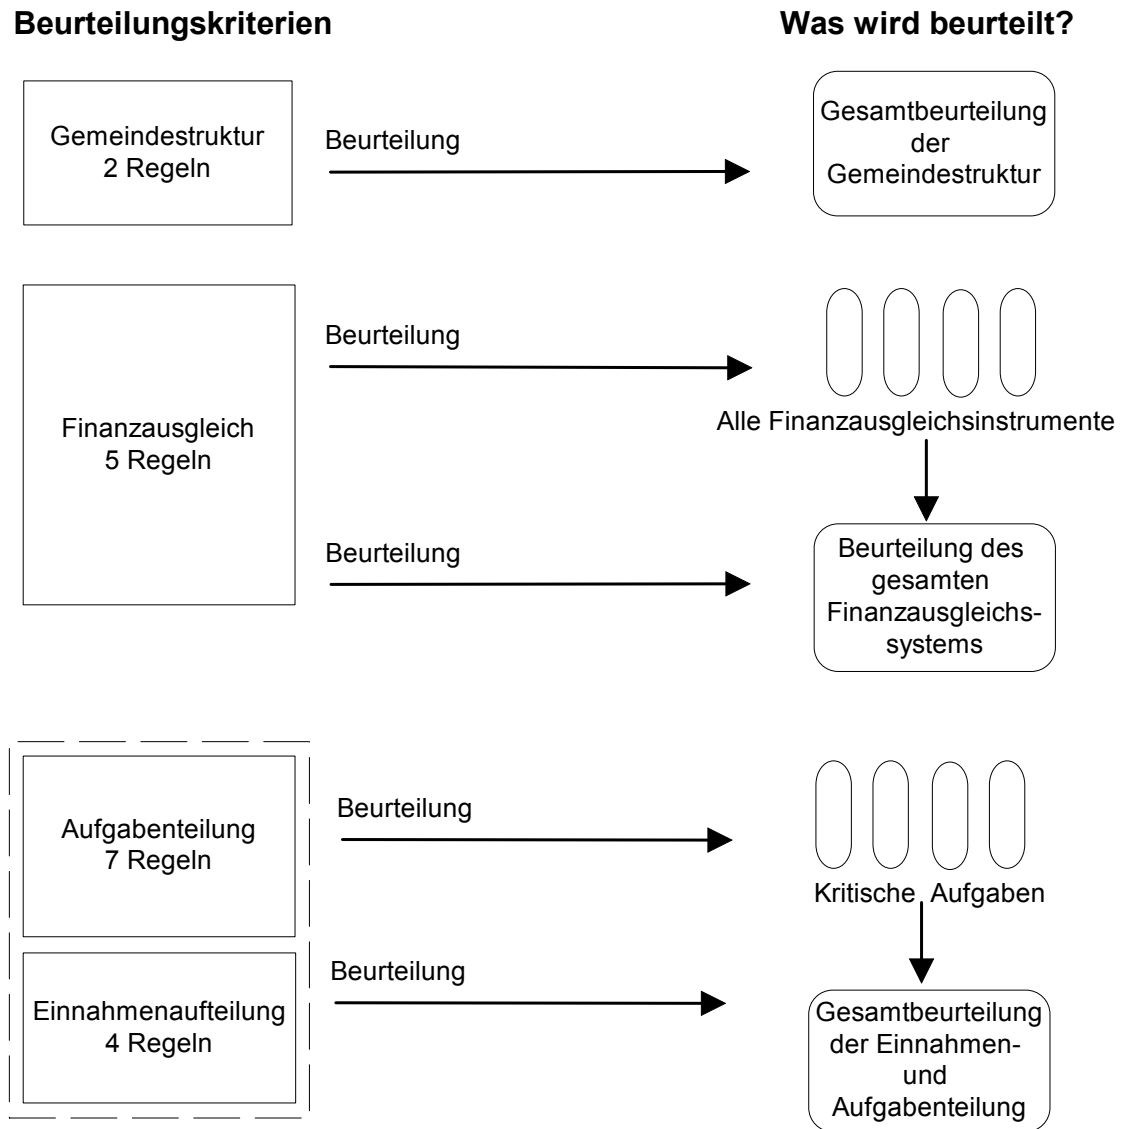 Beurteilungskriterien
Was wird beurteilt?
Gemeindestruktur
2 Regeln
Beurteilung
Gesamtbeurteilung
der
Gemeindestruktur
Finanzausgleich
5 Regeln
Beurteilung
Alle Finanzausgleichsinstrumente
Beurteilung
Beurteilung des
gesamten
Finanzausgleichs-
systems
Aufgabenteilung
7 Regeln
Beurteilung
Kritische Aufgaben
Einnahmenaufteilung
4 Regeln
Beurteilung
Gesamtbeurteilung
der Einnahmen-
und
Aufgabenteilung